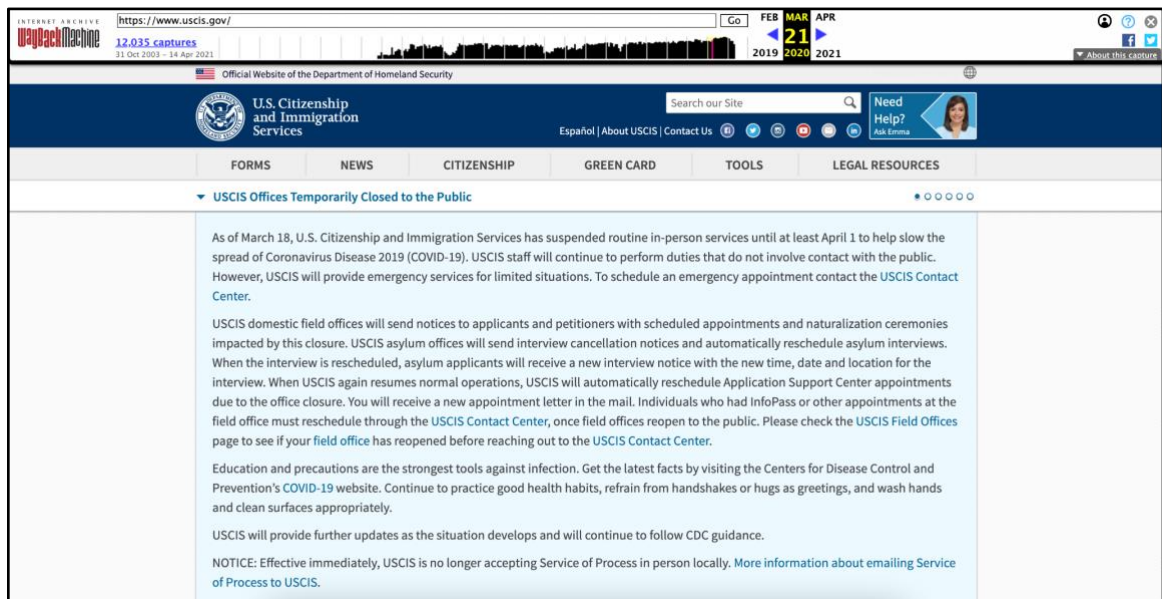 INTERNET ARCHIVE
WayBackMachine
https://www.uscis.gov/
Go
FEB MAR APR
12,035 captures
21
31 Oct 2003 – 14 Apr 2021
2019 2020 2021
▼ About this capture
Official Website of the Department of Homeland Security
U.S. Citizenship
and Immigration
Services
Search our Site
Need
Help?
Ask Emma
Español | About USCIS | Contact Us
FORMS NEWS CITIZENSHIP GREEN CARD TOOLS LEGAL RESOURCES
USCIS Offices Temporarily Closed to the Public
As of March 18, U.S. Citizenship and Immigration Services has suspended routine in-person services until at least April 1 to help slow the
spread of Coronavirus Disease 2019 (COVID-19). USCIS staff will continue to perform duties that do not involve contact with the public.
However, USCIS will provide emergency services for limited situations. To schedule an emergency appointment contact the USCIS Contact
Center.
USCIS domestic field offices will send notices to applicants and petitioners with scheduled appointments and naturalization ceremonies
impacted by this closure. USCIS asylum offices will send interview cancellation notices and automatically reschedule asylum interviews.
When the interview is rescheduled, asylum applicants will receive a new interview notice with the new time, date and location for the
interview. When USCIS again resumes normal operations, USCIS will automatically reschedule Application Support Center appointments
due to the office closure. You will receive a new appointment letter in the mail. Individuals who had InfoPass or other appointments at the
field office must reschedule through the USCIS Contact Center, once field offices reopen to the public. Please check the USCIS Field Offices
page to see if your field office has reopened before reaching out to the USCIS Contact Center.
Education and precautions are the strongest tools against infection. Get the latest facts by visiting the Centers for Disease Control and
Prevention's COVID-19 website. Continue to practice good health habits, refrain from handshakes or hugs as greetings, and wash hands
and clean surfaces appropriately.
USCIS will provide further updates as the situation develops and will continue to follow CDC guidance.
NOTICE: Effective immediately, USCIS is no longer accepting Service of Process in person locally. More information about emailing Service
of Process to USCIS.